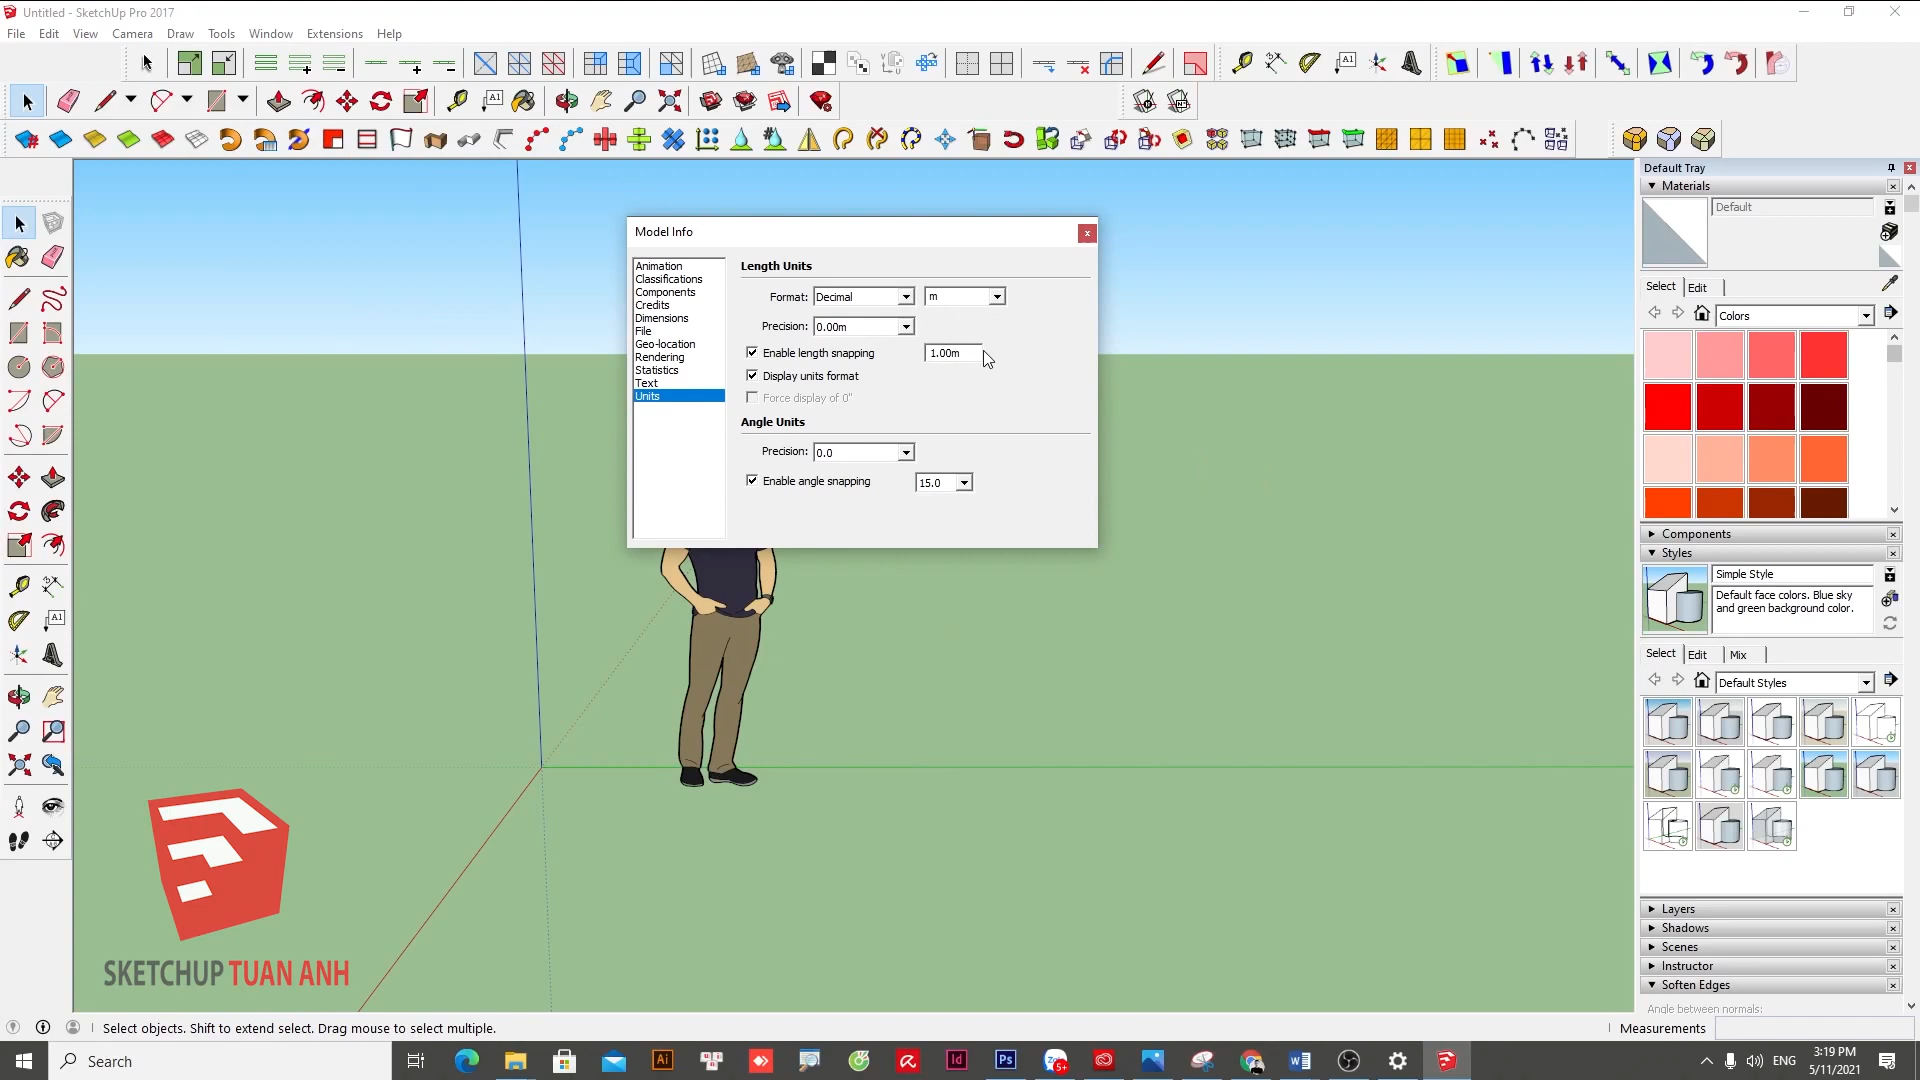 Untitled - SketchUp Pro 2017
File Edit View Camera Draw Tools Window Extensions Help
Default Tray
Materials
Default
Select Edit
Colors
Components
Styles
Simple Style
Default face colors. Blue sky
and green background color.
Select Edit Mix
Default Styles
Layers
Shadows
Scenes
Instructor
Soften Edges
Angle between normals:
Model Info
Animation
Classifications
Components
Credits
Dimensions
File
Geo-location
Rendering
Statistics
Text
Units
Length Units
Format: Decimal m
Precision: 0.00m
Enable length snapping 1.00m
Display units format
Force display of 0"
Angle Units
Precision: 0.0
Enable angle snapping 15.0
SKETCHUP TUAN ANH
Select objects. Shift to extend select. Drag mouse to select multiple.
Measurements
Search
ENG
3:19 PM
5/11/2021